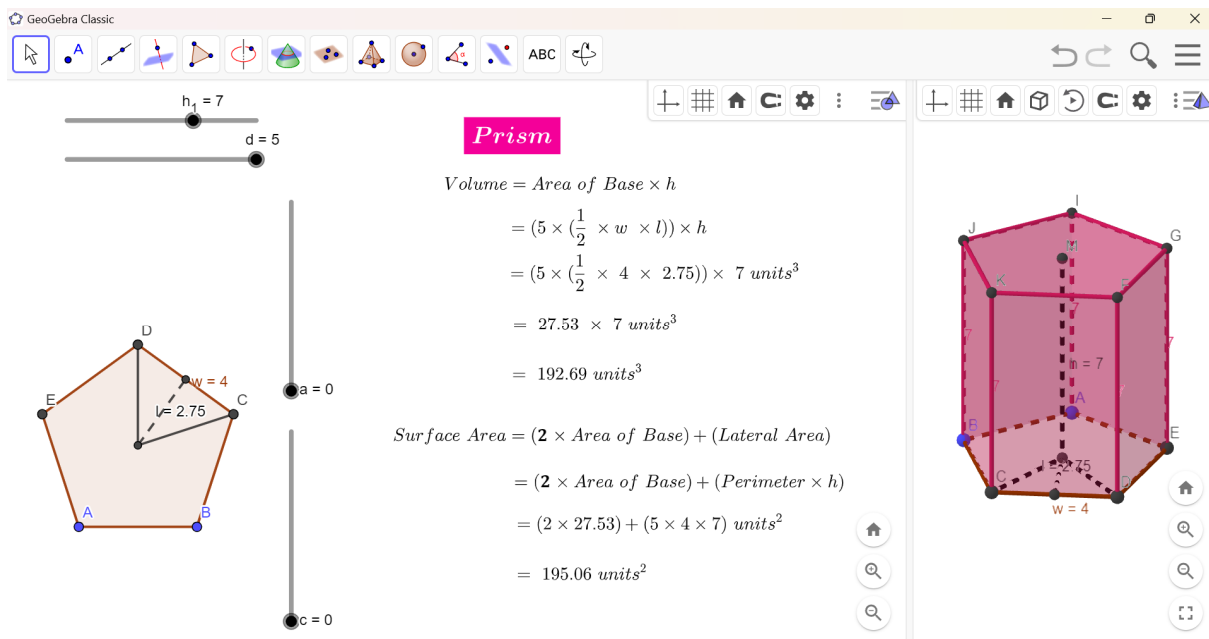 GeoGebra Classic
A
ABC
h₁ = 7
d = 5
a = 0
c = 0
D
w = 4
E
l = 2.75
C
A
B
Prism
Volume = Area of Base × h
= (5 × (1/2 × w × l)) × h
= (5 × (1/2 × 4 × 2.75)) × 7 units³
= 27.53 × 7 units³
= 192.69 units³
Surface Area = (2 × Area of Base) + (Lateral Area)
= (2 × Area of Base) + (Perimeter × h)
= (2 × 27.53) + (5 × 4 × 7) units²
= 195.06 units²
I
J
G
M
K
F
7
7
7
7
h = 7
A
B
E
l = 2.75
C
D
w = 4